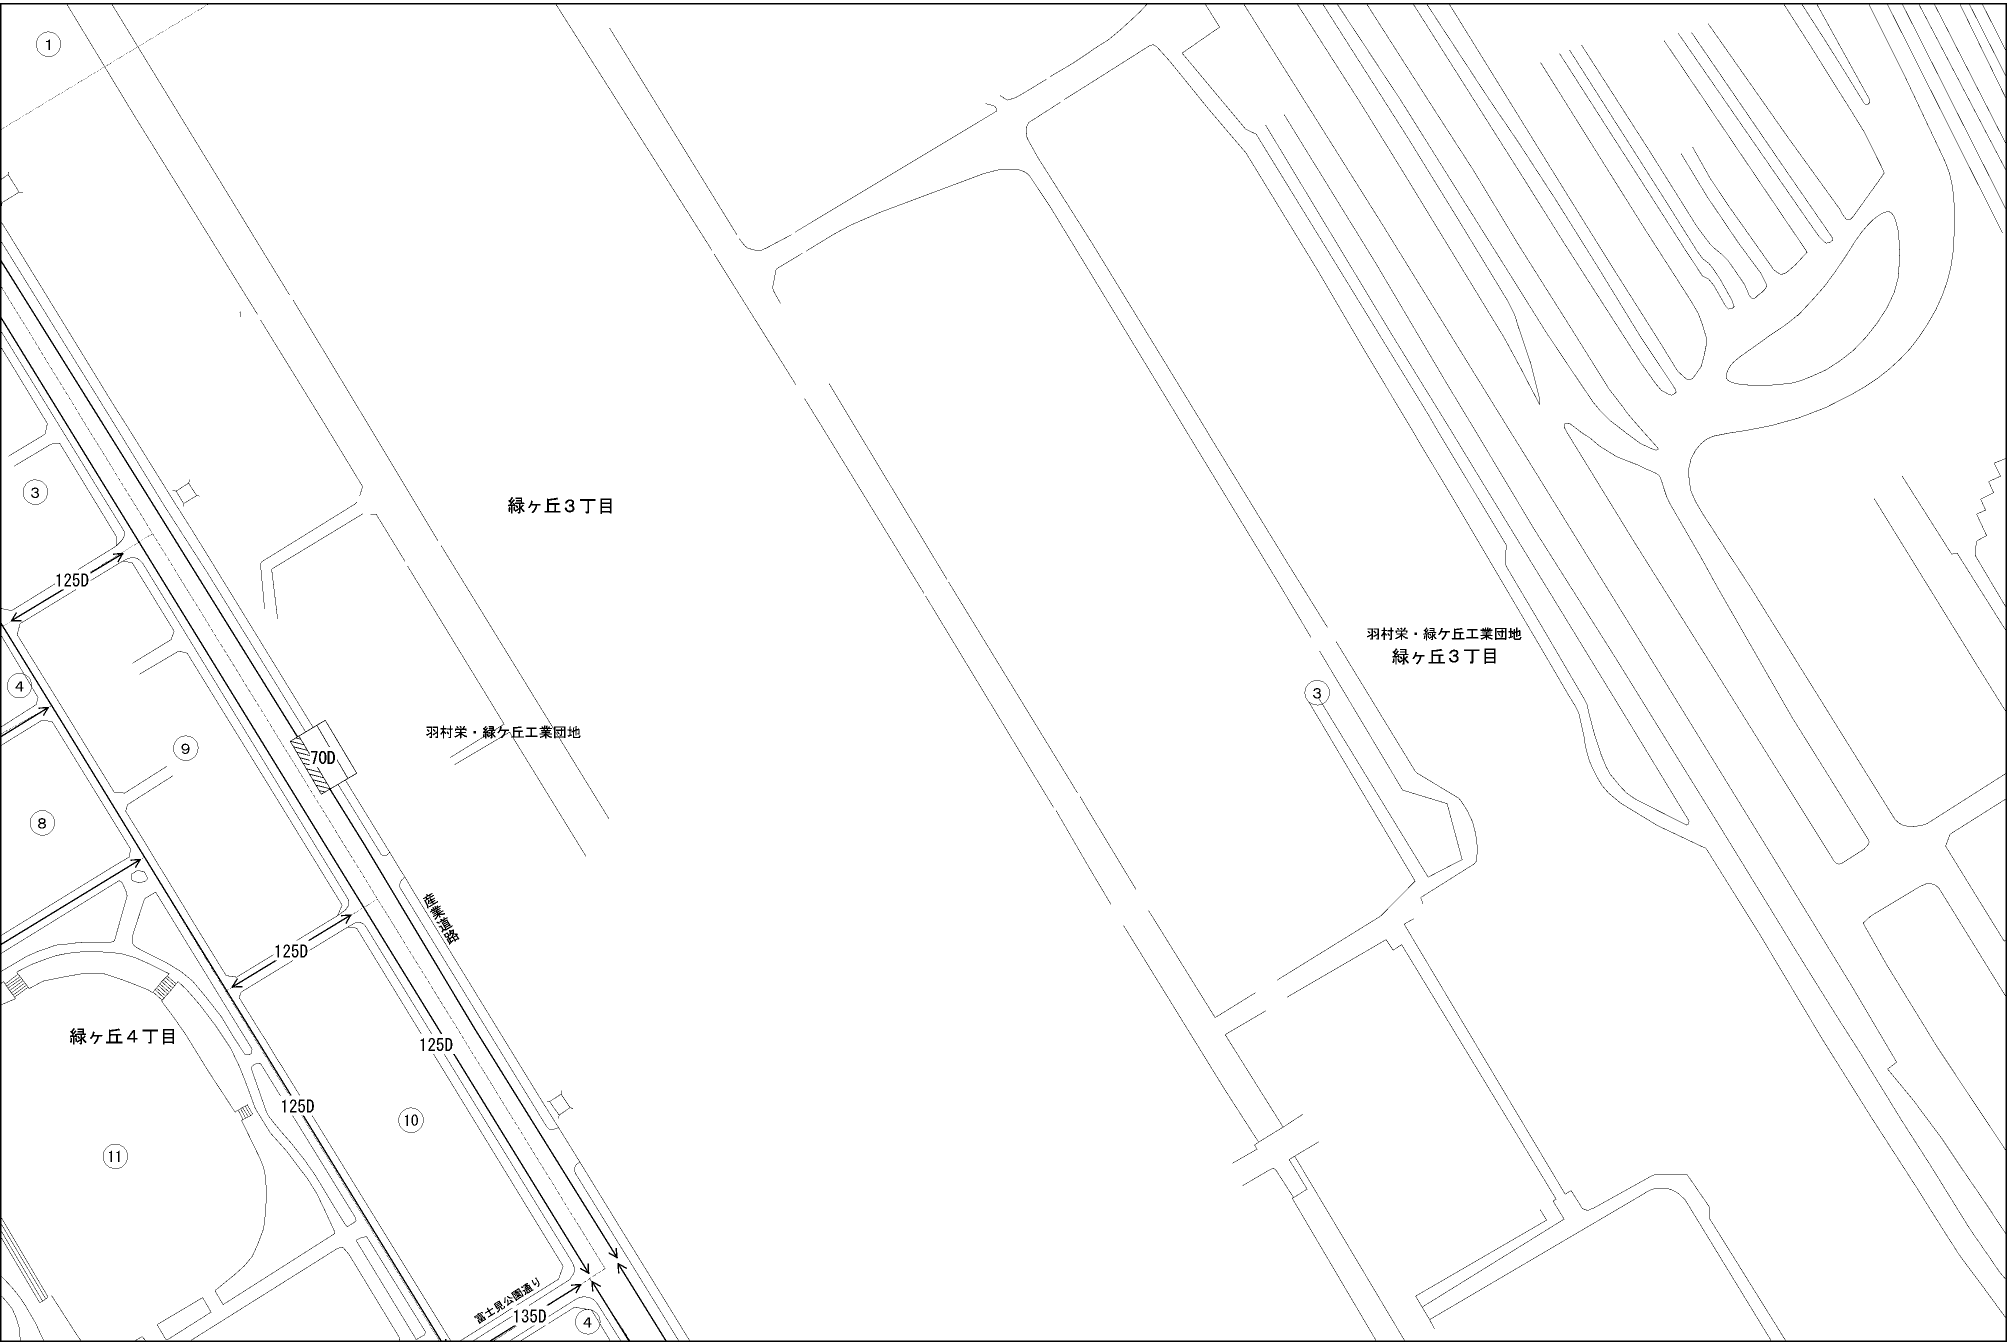 ①
③
緑ヶ丘３丁目
125D
羽村栄・緑ケ丘工業団地
緑ヶ丘３丁目
④
③
羽村栄・緑ケ丘工業団地
⑨
70D
⑧
産業道路
125D
緑ヶ丘４丁目
125D
125D
⑩
⑪
富士見公園通り
135D
④